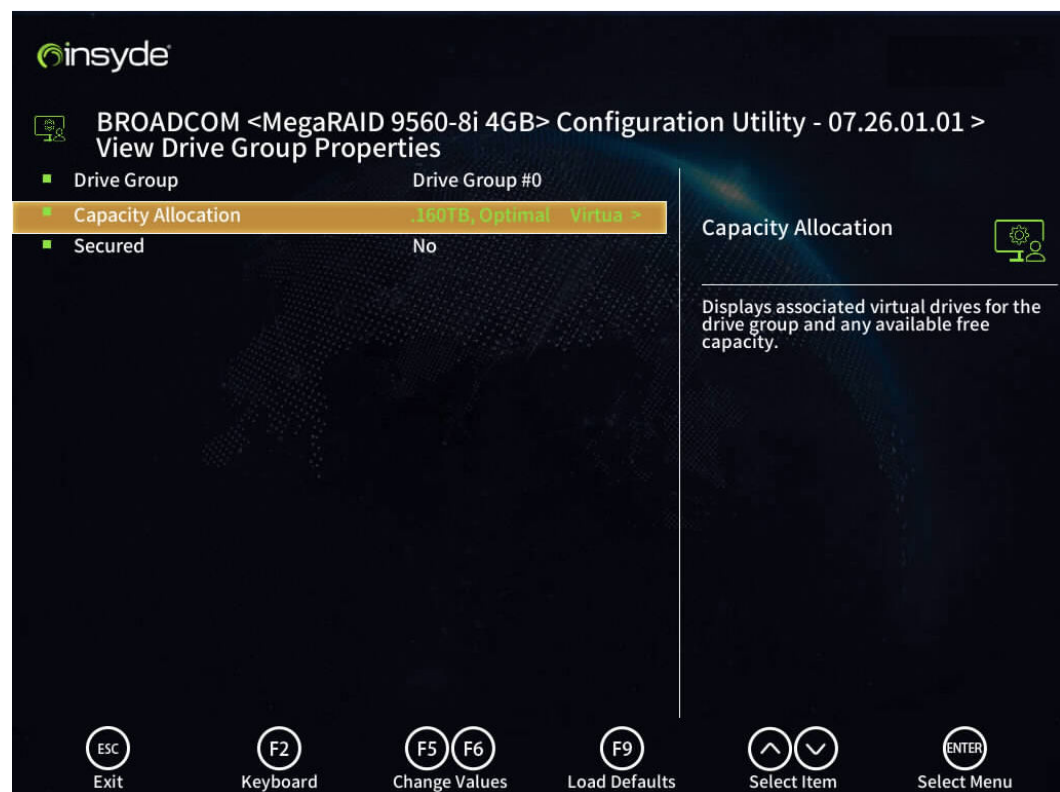 insyde
BROADCOM <MegaRAID 9560-8i 4GB> Configuration Utility - 07.26.01.01 >
View Drive Group Properties
Drive Group Drive Group #0
Capacity Allocation .160TB, Optimal Virtua >
Secured No
Capacity Allocation
Displays associated virtual drives for the
drive group and any available free
capacity.
ESC F2 F5 F6 F9 ENTER
Exit Keyboard Change Values Load Defaults Select Item Select Menu